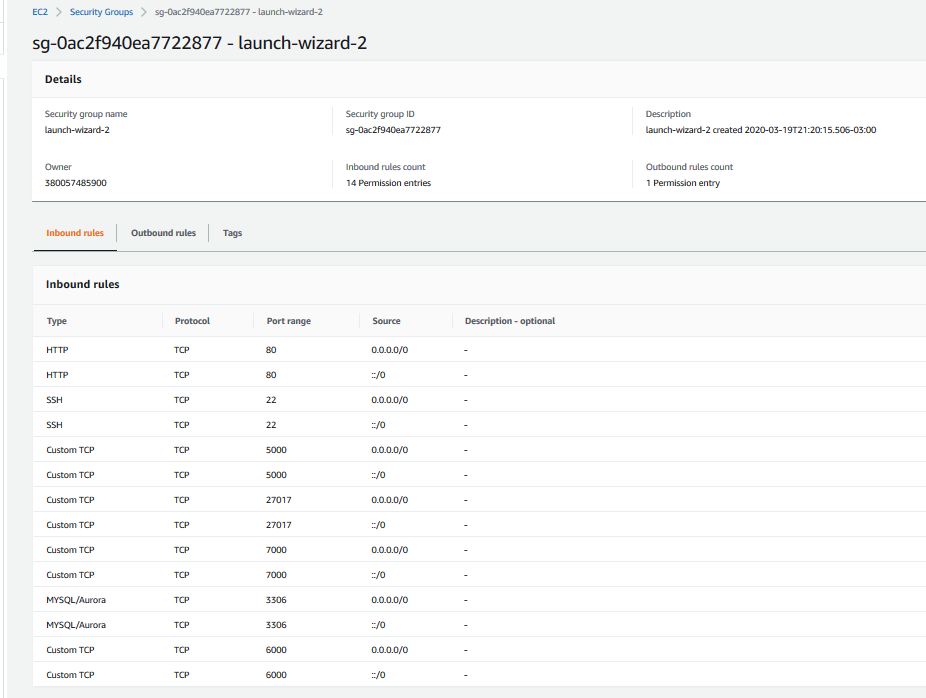 EC2 > Security Groups > sg-0ac2f940ea7722877 - launch-wizard-2
sg-0ac2f940ea7722877 - launch-wizard-2
Details
Security group name Security group ID Description
launch-wizard-2 sg-0ac2f940ea7722877 launch-wizard-2 created 2020-03-19T21:20:15.506-03:00
Owner Inbound rules count Outbound rules count
380057485900 14 Permission entries 1 Permission entry
Inbound rules Outbound rules Tags
Inbound rules
Type Protocol Port range Source Description - optional
HTTP TCP 80 0.0.0.0/0 -
HTTP TCP 80 ::/0 -
SSH TCP 22 0.0.0.0/0 -
SSH TCP 22 ::/0 -
Custom TCP TCP 5000 0.0.0.0/0 -
Custom TCP TCP 5000 ::/0 -
Custom TCP TCP 27017 0.0.0.0/0 -
Custom TCP TCP 27017 ::/0 -
Custom TCP TCP 7000 0.0.0.0/0 -
Custom TCP TCP 7000 ::/0 -
MYSQL/Aurora TCP 3306 0.0.0.0/0 -
MYSQL/Aurora TCP 3306 ::/0 -
Custom TCP TCP 6000 0.0.0.0/0 -
Custom TCP TCP 6000 ::/0 -